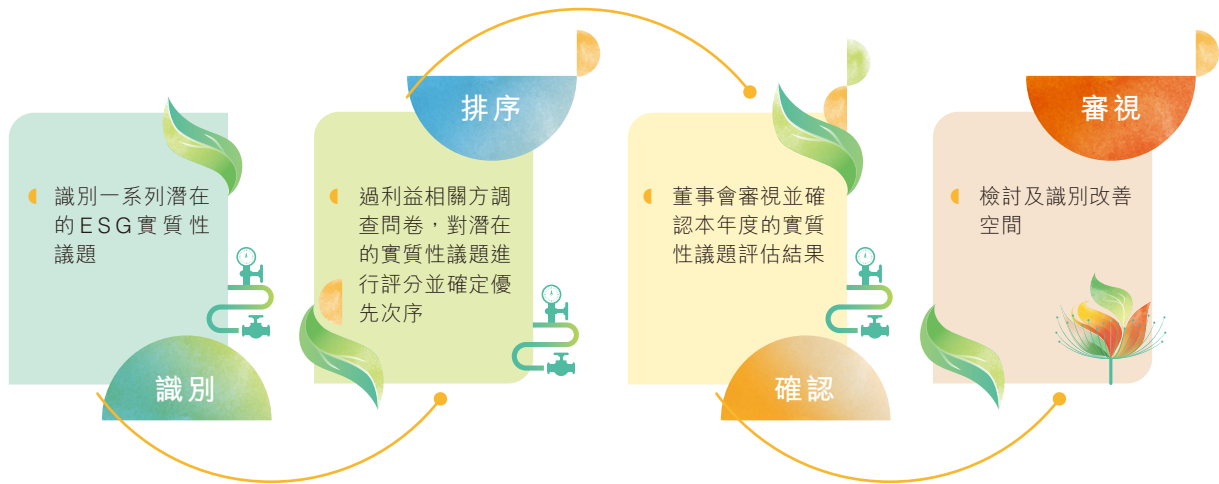 識別一系列潛在
的ESG實質性
議題
識別
排序
過利益相關方調
查問卷，對潛在
的實質性議題進
行評分並確定優
先次序
董事會審視並確
認本年度的實質
性議題評估結果
確認
審視
檢討及識別改善
空間